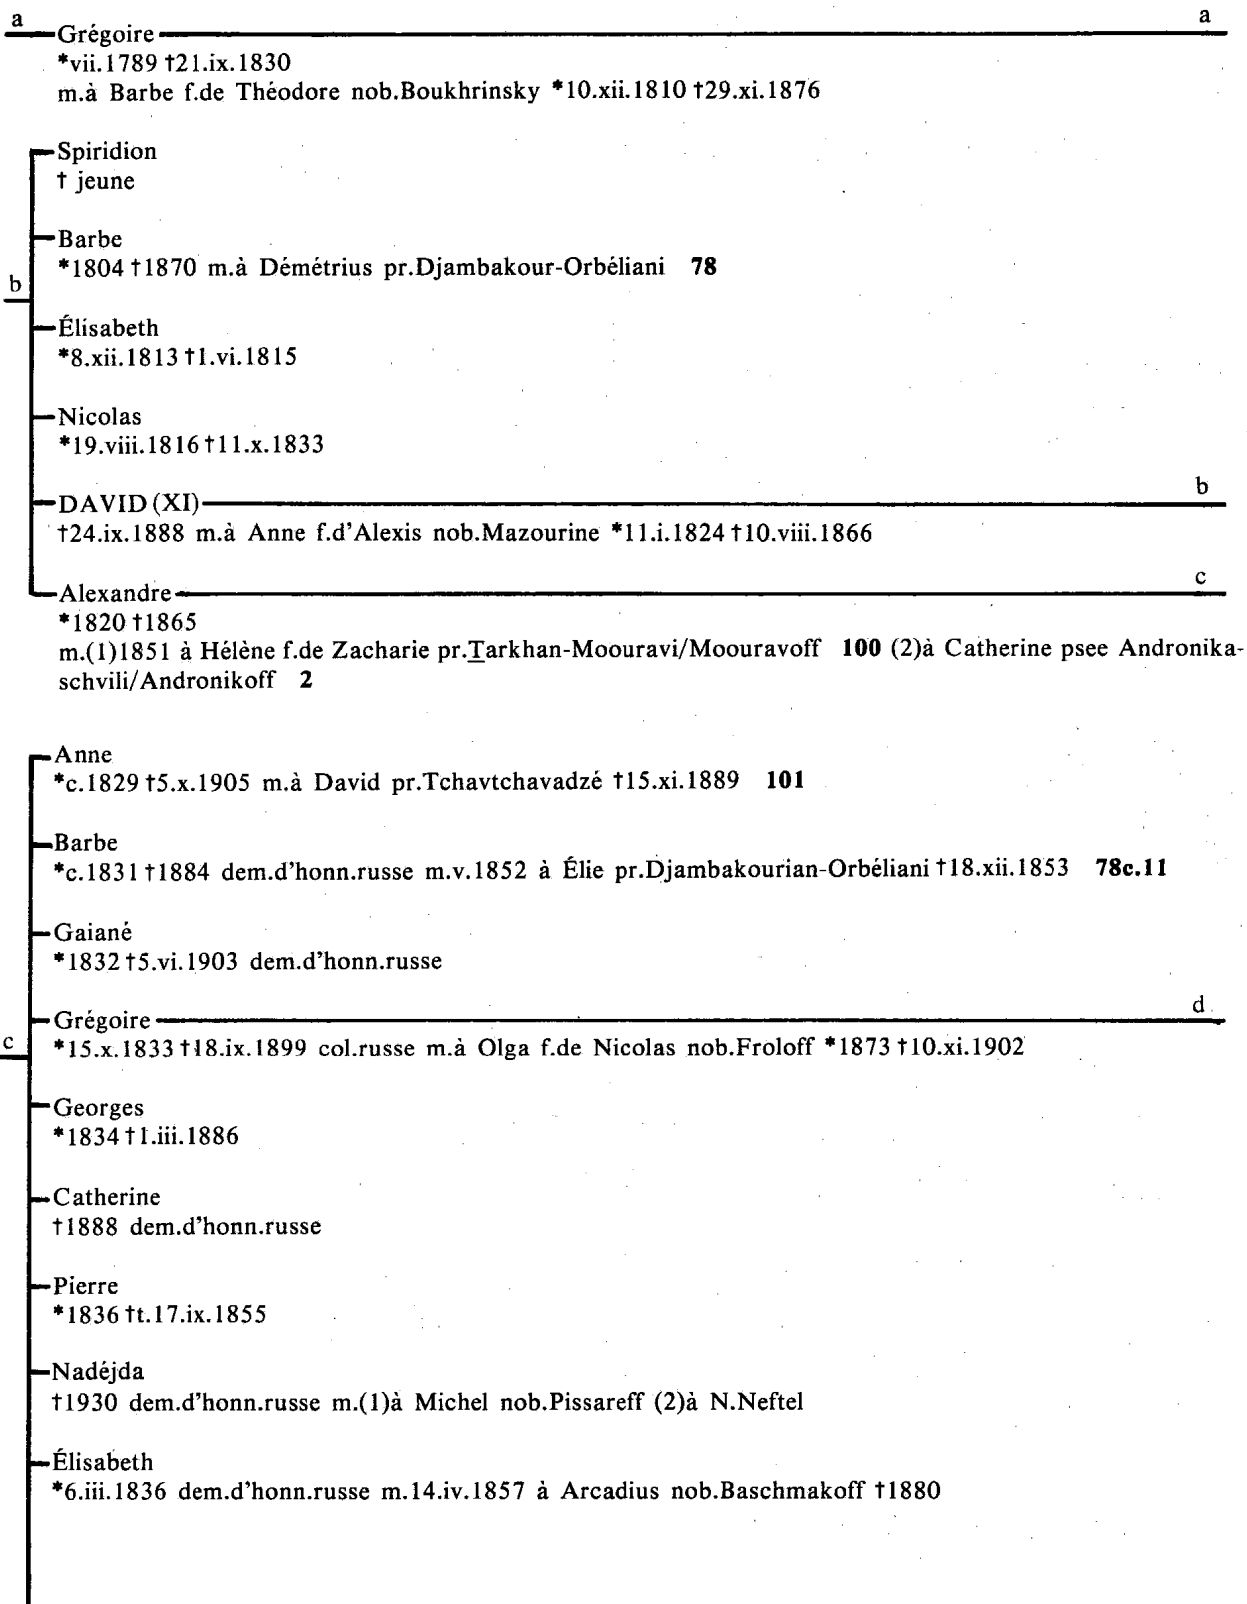 a
a
Grégoire
*vii.1789 †21.ix.1830
m.à Barbe f.de Théodore nob.Boukhrinsky *10.xii.1810 †29.xi.1876
Spiridion
† jeune
Barbe
*1804 †1870 m.à Démétrius pr.Djambakour-Orbéliani 78
b
Élisabeth
*8.xii.1813 †1.vi.1815
Nicolas
*19.viii.1816 †11.x.1833
DAVID (XI)
b
†24.ix.1888 m.à Anne f.d'Alexis nob.Mazourine *11.i.1824 †10.viii.1866
Alexandre
c
*1820 †1865
m.(1)1851 à Hélène f.de Zacharie pr.Tarkhan-Moouravi/Moouravoff 100 (2)à Catherine psee Andronika-
schvili/Andronikoff 2
Anne
*c.1829 †5.x.1905 m.à David pr.Tchavtchavadzé †15.xi.1889 101
Barbe
*c.1831 †1884 dem.d'honn.russe m.v.1852 à Élie pr.Djambakourian-Orbéliani †18.xii.1853 78c.11
Gaiané
*1832 †5.vi.1903 dem.d'honn.russe
Grégoire
d
c
*15.x.1833 †18.ix.1899 col.russe m.à Olga f.de Nicolas nob.Froloff *1873 †10.xi.1902
Georges
*1834 †1.iii.1886
Catherine
†1888 dem.d'honn.russe
Pierre
*1836 †t.17.ix.1855
Nadéjda
†1930 dem.d'honn.russe m.(1)à Michel nob.Pissareff (2)à N.Neftel
Élisabeth
*6.iii.1836 dem.d'honn.russe m.14.iv.1857 à Arcadius nob.Baschmakoff †1880